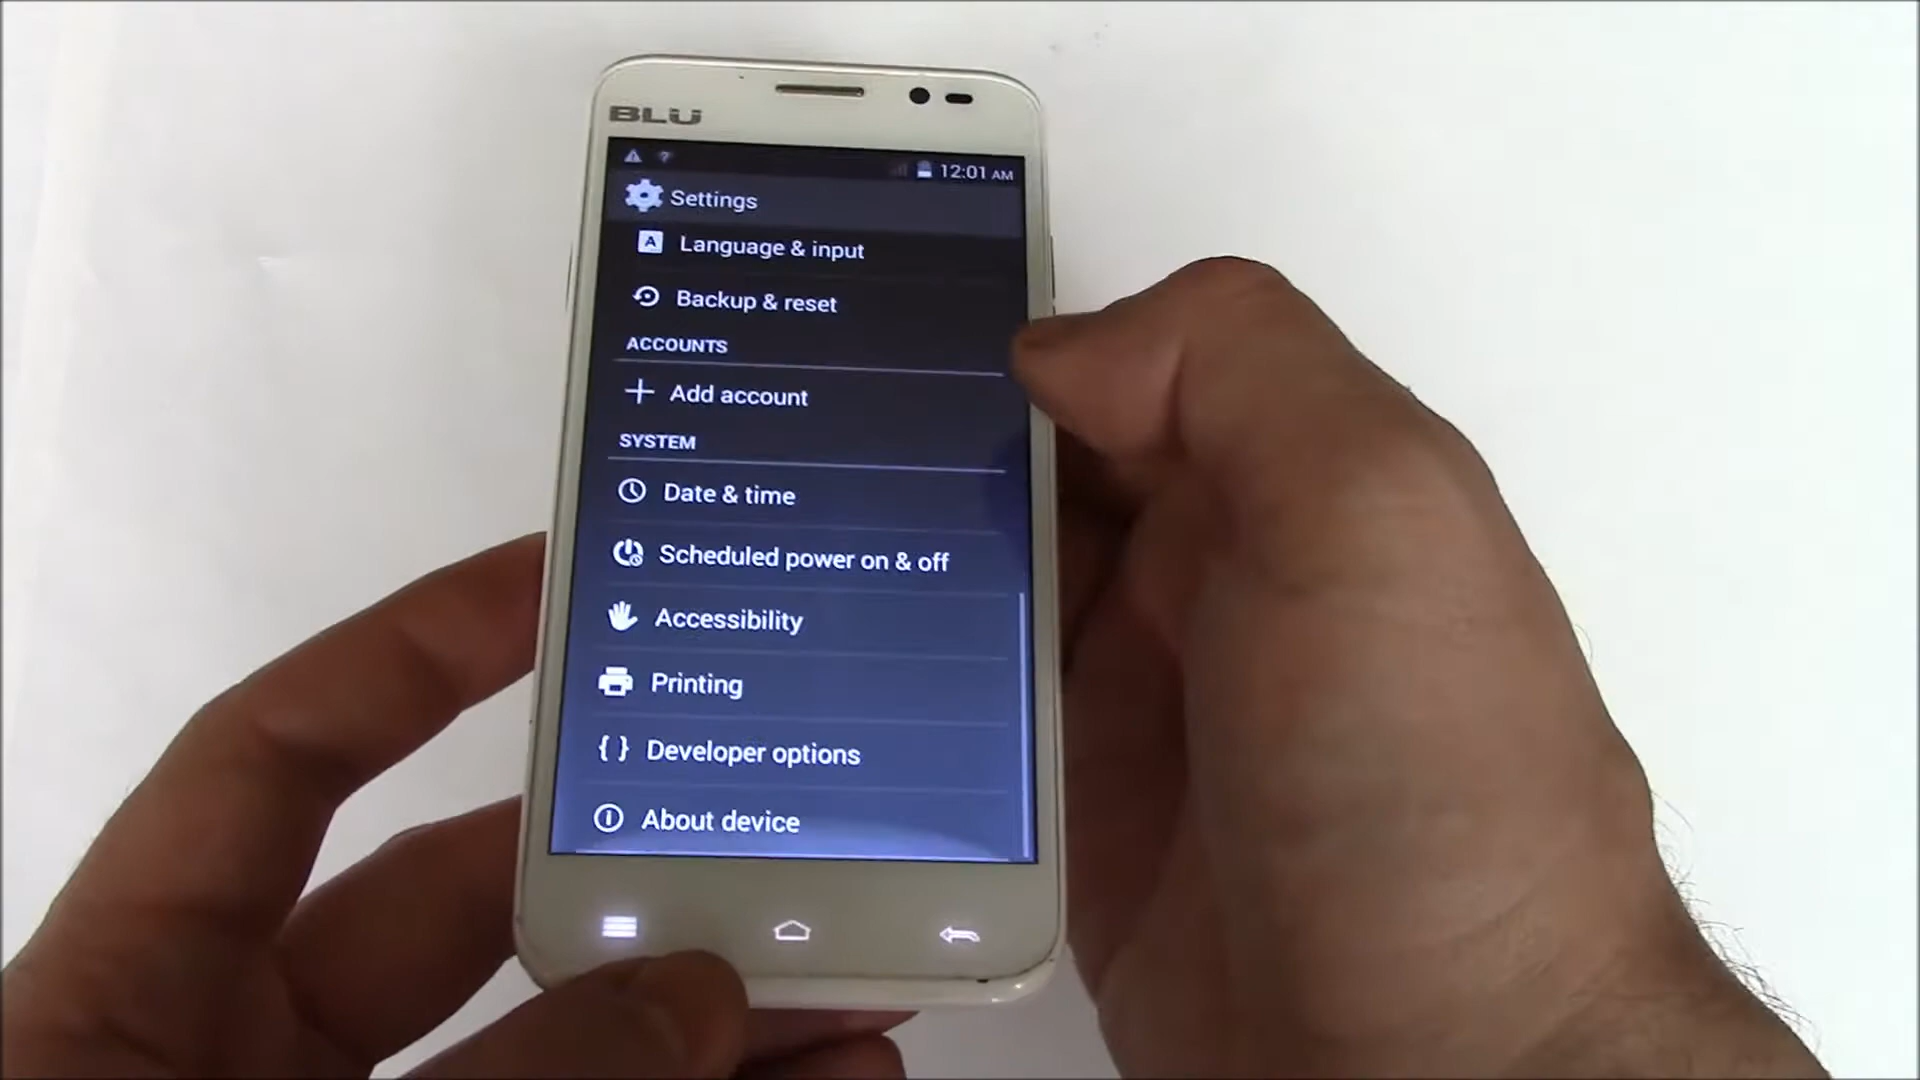 BLU
12:01 AM
Settings
A Language & input
Backup & reset
ACCOUNTS
Add account
SYSTEM
Date & time
Scheduled power on & off
Accessibility
Printing
{ } Developer options
About device